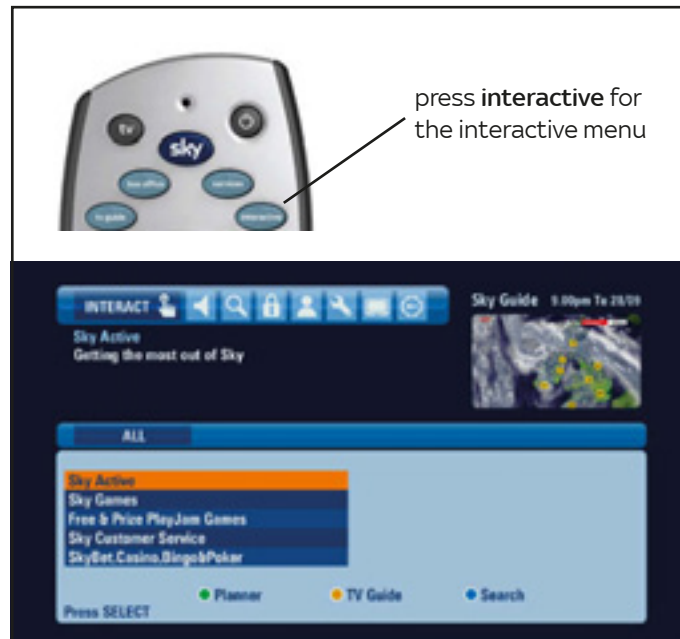 press interactive for
the interactive menu
tv
sky
box office
services
tv guide
interactive
INTERACT
Sky Guide 9.00pm Tu 28/09
Sky Active
Getting the most out of Sky
ALL
Sky Active
Sky Games
Free & Prize PlayJam Games
Sky Customer Service
SkyBet,Casino,Bingo&Poker
Planner
TV Guide
Search
Press SELECT